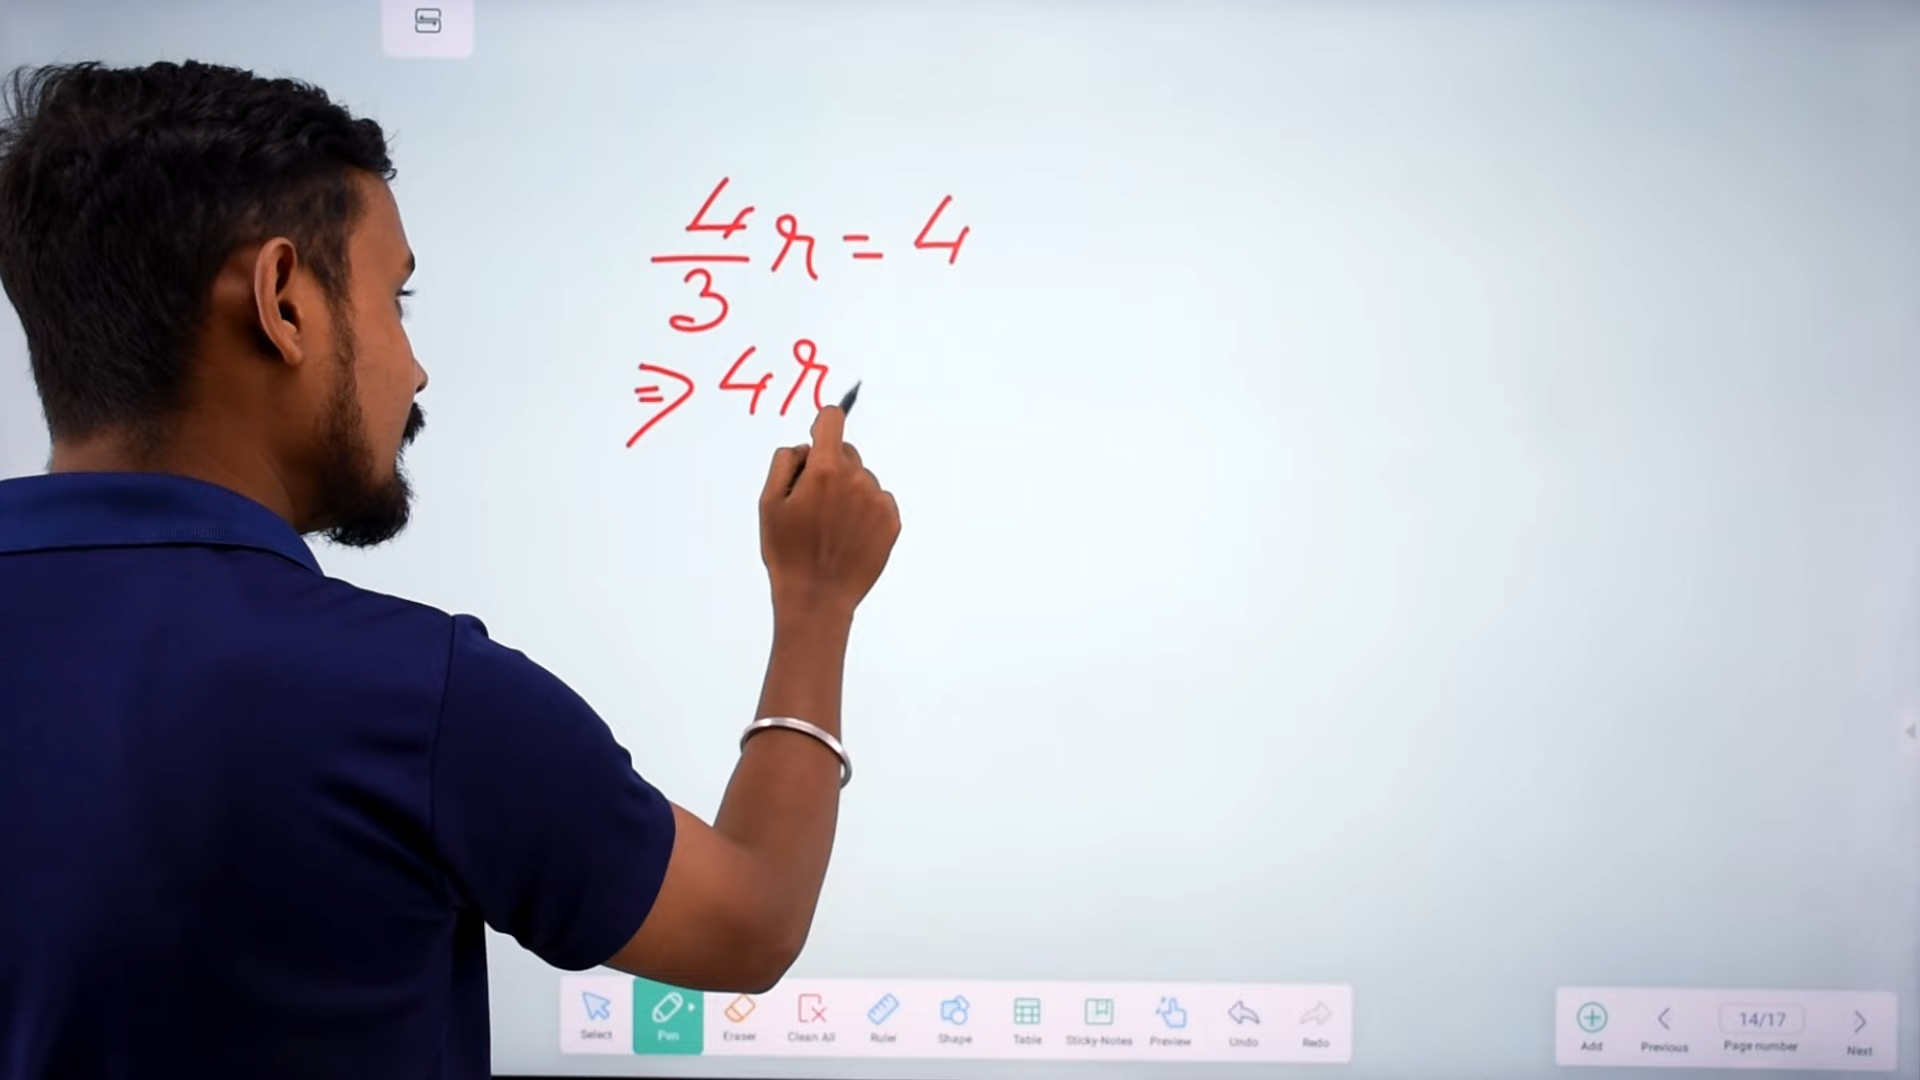 4/3 r = 4
⇒ 4r
Select Pen Eraser Clean All Ruler Shape Table Sticky Notes Preview Undo Redo
Add Previous 14/17 Page number Next